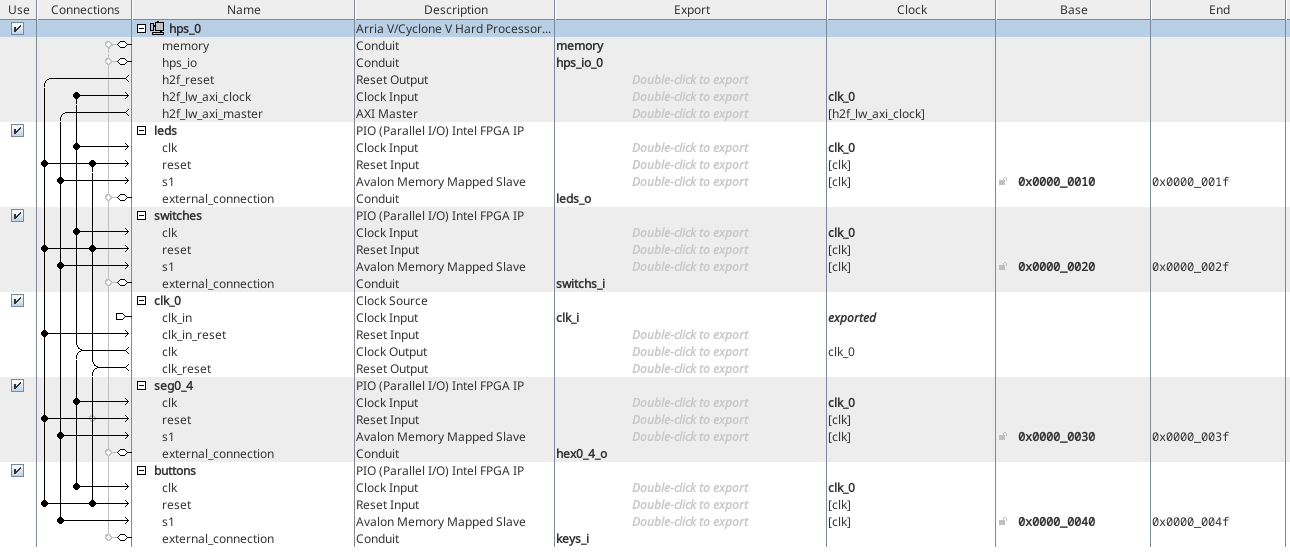 Use Connections Name Description Export Clock Base End
hps_0 Arria V/Cyclone V Hard Processor...
memory Conduit memory
hps_io Conduit hps_io_0
h2f_reset Reset Output Double-click to export
h2f_lw_axi_clock Clock Input Double-click to export clk_0
h2f_lw_axi_master AXI Master Double-click to export [h2f_lw_axi_clock]
leds PIO (Parallel I/O) Intel FPGA IP
clk Clock Input Double-click to export clk_0
reset Reset Input Double-click to export [clk]
s1 Avalon Memory Mapped Slave Double-click to export [clk] 0x0000_0010 0x0000_001f
external_connection Conduit leds_o
switches PIO (Parallel I/O) Intel FPGA IP
clk Clock Input Double-click to export clk_0
reset Reset Input Double-click to export [clk]
s1 Avalon Memory Mapped Slave Double-click to export [clk] 0x0000_0020 0x0000_002f
external_connection Conduit switchs_i
clk_0 Clock Source
clk_in Clock Input clk_i exported
clk_in_reset Reset Input Double-click to export
clk Clock Output Double-click to export clk_0
clk_reset Reset Output Double-click to export
seg0_4 PIO (Parallel I/O) Intel FPGA IP
clk Clock Input Double-click to export clk_0
reset Reset Input Double-click to export [clk]
s1 Avalon Memory Mapped Slave Double-click to export [clk] 0x0000_0030 0x0000_003f
external_connection Conduit hex0_4_o
buttons PIO (Parallel I/O) Intel FPGA IP
clk Clock Input Double-click to export clk_0
reset Reset Input Double-click to export [clk]
s1 Avalon Memory Mapped Slave Double-click to export [clk] 0x0000_0040 0x0000_004f
external_connection Conduit keys_i